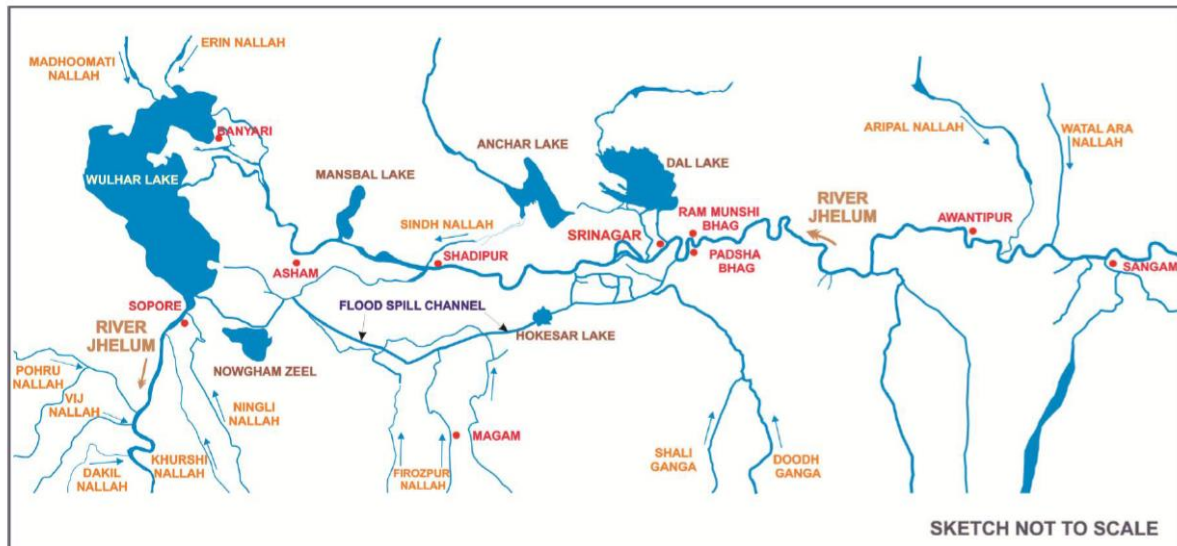 ERIN NALLAH
MADHOOMATI
NALLAH
BANYARI
WULHAR LAKE
MANSBAL LAKE
ANCHAR LAKE
DAL LAKE
ARIPAL NALLAH
WATAL ARA
NALLAH
SINDH NALLAH
SRINAGAR
RAM MUNSHI
BHAG
PADSHA
BHAG
RIVER
JHELUM
AWANTIPUR
SANGAM
ASHAM
SHADIPUR
SOPORE
FLOOD SPILL CHANNEL
HOKESAR LAKE
RIVER
JHELUM
NOWGHAM ZEEL
POHRU
NALLAH
VIJ
NALLAH
NINGLI
NALLAH
DAKIL
NALLAH
KHURSHI
NALLAH
MAGAM
FIROZPUR
NALLAH
SHALI
GANGA
DOODH
GANGA
SKETCH NOT TO SCALE